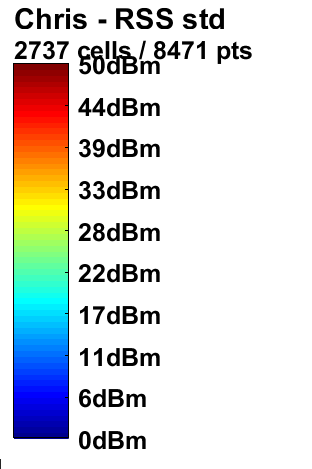 Chris - RSS std
2737 cells / 8471 pts
50dBm
44dBm
39dBm
33dBm
28dBm
22dBm
17dBm
11dBm
6dBm
0dBm